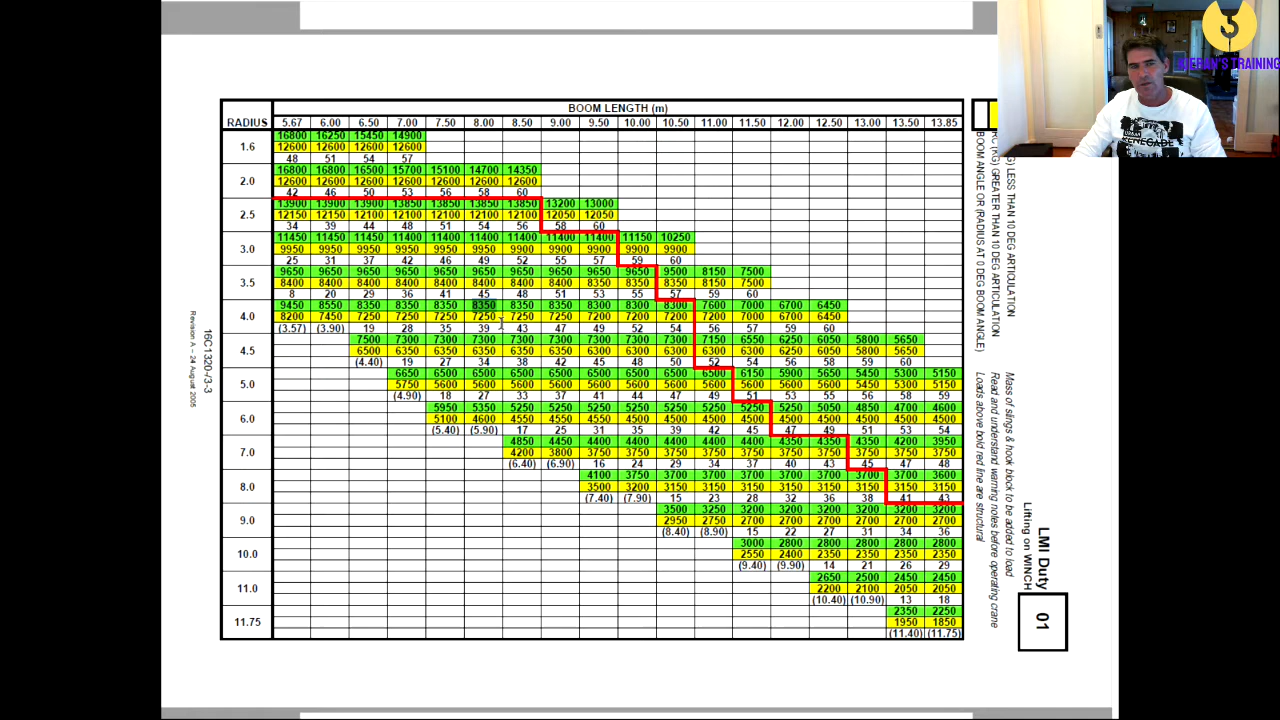 BOOM LENGTH (m)
RADIUS 5.67 6.00 6.50 7.00 7.50 8.00 8.50 9.00 9.50 10.00 10.50 11.00 11.50 12.00 12.50 13.00 13.50 13.85
16800 16250 15450 14900
1.6 12600 12600 12600 12600
48 51 54 57
16800 16800 16500 15700 15100 14700 14350
2.0 12600 12600 12600 12600 12600 12600 12600
42 46 50 53 56 58 60
13900 13900 13900 13850 13850 13850 13850 13200 13000
2.5 12150 12150 12100 12100 12100 12100 12100 12050 12050
34 39 44 48 51 54 56 58 60
11450 11450 11450 11400 11400 11400 11400 11400 11400 11150 10250
3.0 9950 9950 9950 9950 9950 9950 9900 9900 9900 9900 9900
25 31 37 42 46 49 52 55 57 59 60
9650 9650 9650 9650 9650 9650 9650 9650 9650 9650 9500 8150 7500
3.5 8400 8400 8400 8400 8400 8400 8400 8400 8400 8350 8350 8150 7500
8 20 29 36 41 45 48 51 53 55 57 59 60
9450 8550 8350 8350 8350 8350 8350 8350 8300 8300 8300 7600 7000 6700 6450
4.0 8200 7450 7250 7250 7250 7250 7250 7250 7200 7200 7200 7200 7000 6700 6450
(3.57) (3.90) 19 28 35 39 43 47 49 52 54 56 57 59 60
7500 7300 7300 7300 7300 7300 7300 7300 7300 7150 6550 6250 6050 5800 5650
4.5 6500 6350 6350 6350 6350 6300 6300 6300 6300 6300 6300 6250 6050 5800 5650
(4.40) 19 27 34 38 42 45 48 50 52 54 56 58 59 60
6650 6500 6500 6500 6500 6500 6500 6500 6500 6150 5900 5650 5450 5300 5150
5.0 5750 5600 5600 5600 5600 5600 5600 5600 5600 5600 5600 5600 5450 5300 5150
(4.90) 18 27 33 37 41 44 47 49 51 53 55 56 58 59
5950 5350 5250 5250 5250 5250 5250 5250 5250 5250 5050 4850 4700 4600
6.0 5100 4600 4550 4550 4500 4500 4500 4500 4500 4500 4500 4500 4500 4500
(5.40) (5.90) 17 25 31 35 39 42 45 47 49 51 53 54
4850 4450 4400 4400 4400 4400 4400 4350 4350 4350 4200 3950
7.0 4200 3800 3750 3750 3750 3750 3750 3750 3750 3750 3750 3750
(6.40) (6.90) 16 24 29 34 37 40 43 45 47 48
4100 3750 3700 3700 3700 3700 3700 3700 3700 3600
8.0 3500 3200 3150 3150 3150 3150 3150 3150 3150 3150
(7.40) (7.90) 15 23 28 32 36 38 41 43
3500 3250 3200 3200 3200 3200 3200 3200
9.0 2950 2750 2700 2700 2700 2700 2700 2700
(8.40) (8.90) 15 22 27 31 34 36
3000 2800 2800 2800 2800 2800
10.0 2550 2400 2350 2350 2350 2350
(9.40) (9.90) 14 21 26 29
2650 2500 2450 2450
11.0 2200 2100 2050 2050
(10.40) (10.90) 13 18
2350 2250
11.75 1950 1850
(11.40) (11.75)
16C1320-/3-3
Revision A – 24 August 2005
RC (KG) LESS THAN 10 DEG ARTICULATION
RC (KG) GREATER THAN 10 DEG ARTICULATION
BOOM ANGLE OR (RADIUS AT 0 DEG BOOM ANGLE)
Mass of slings & hook block to be added to load
Read and understand warning notes before operating crane
Loads above bold red line are structural
LMI Duty
Lifting on WINCH
01
KIERAN'S TRAINING
URBAN
RENEGADE